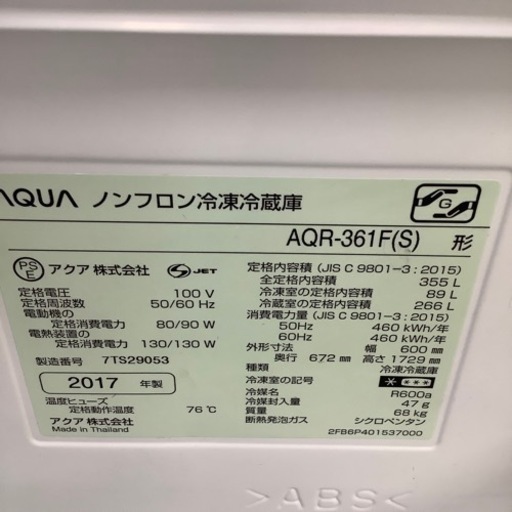 AQUA ノンフロン冷凍冷蔵庫
G
AQR-361F(S) 形
PSE アクア株式会社 S JET
定格電圧 100 V
定格周波数 50/60 Hz
電動機の
定格消費電力 80/90 W
電熱装置の
定格消費電力 130/130 W
製造番号 7TS29053
2017 年製
温度ヒューズ
定格動作温度 76℃
アクア株式会社
Made in Thailand
定格内容積 (JIS C 9801-3 : 2015)
全定格内容積 355 L
冷凍室の定格内容積 89 L
冷蔵室の定格内容積 266 L
消費電力量 (JIS C 9801-3 : 2015)
50Hz 460 kWh/年
60Hz 460 kWh/年
外形寸法 幅 600 mm
奥行 672 mm 高さ 1729 mm
種類 冷凍冷蔵庫
冷凍室の記号 * ***
冷媒名 R600a
冷媒封入量 47 g
質量 68 kg
断熱発泡ガス シクロペンタン
2FB6P401537000
>ABS<